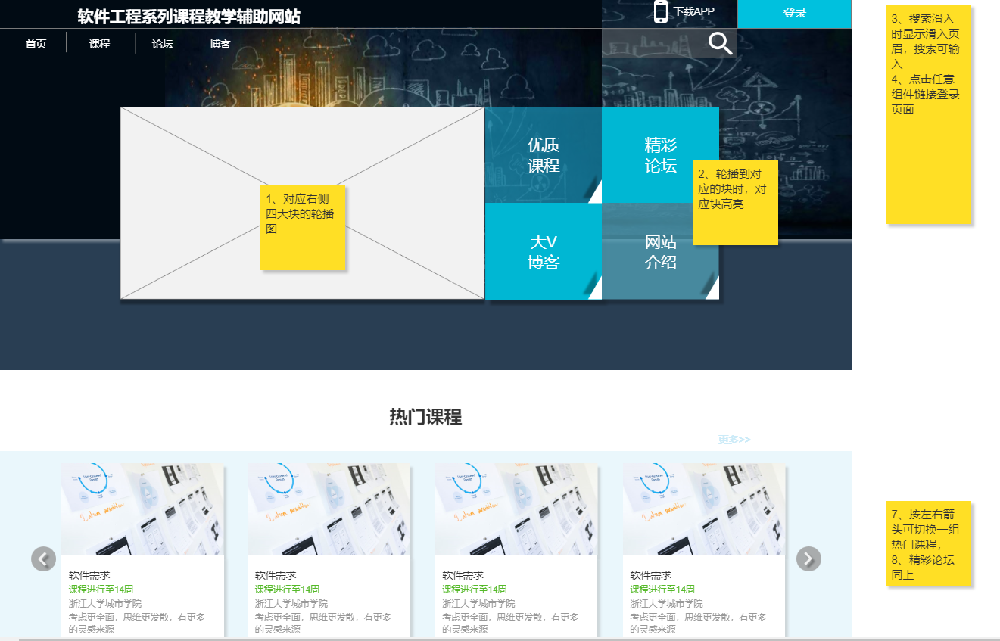 软件工程系列课程教学辅助网站
下载APP
登录
首页
课程
论坛
博客
3、搜索滑入
时显示滑入页
眉，搜索可输
入
4、点击任意
组件链接登录
页面
优质
课程
精彩
论坛
大V
博客
网站
介绍
1、对应右侧
四大块的轮播
图
2、轮播到对
应的块时，对
应块高亮
热门课程
更多>>
软件需求
课程进行至14周
浙江大学城市学院
考虑更全面，思维更发散，有更多
的灵感来源
软件需求
课程进行至14周
浙江大学城市学院
考虑更全面，思维更发散，有更多
的灵感来源
软件需求
课程进行至14周
浙江大学城市学院
考虑更全面，思维更发散，有更多
的灵感来源
软件需求
课程进行至14周
浙江大学城市学院
考虑更全面，思维更发散，有更多
的灵感来源
7、按左右箭
头可切换一组
热门课程，
8、精彩论坛
同上